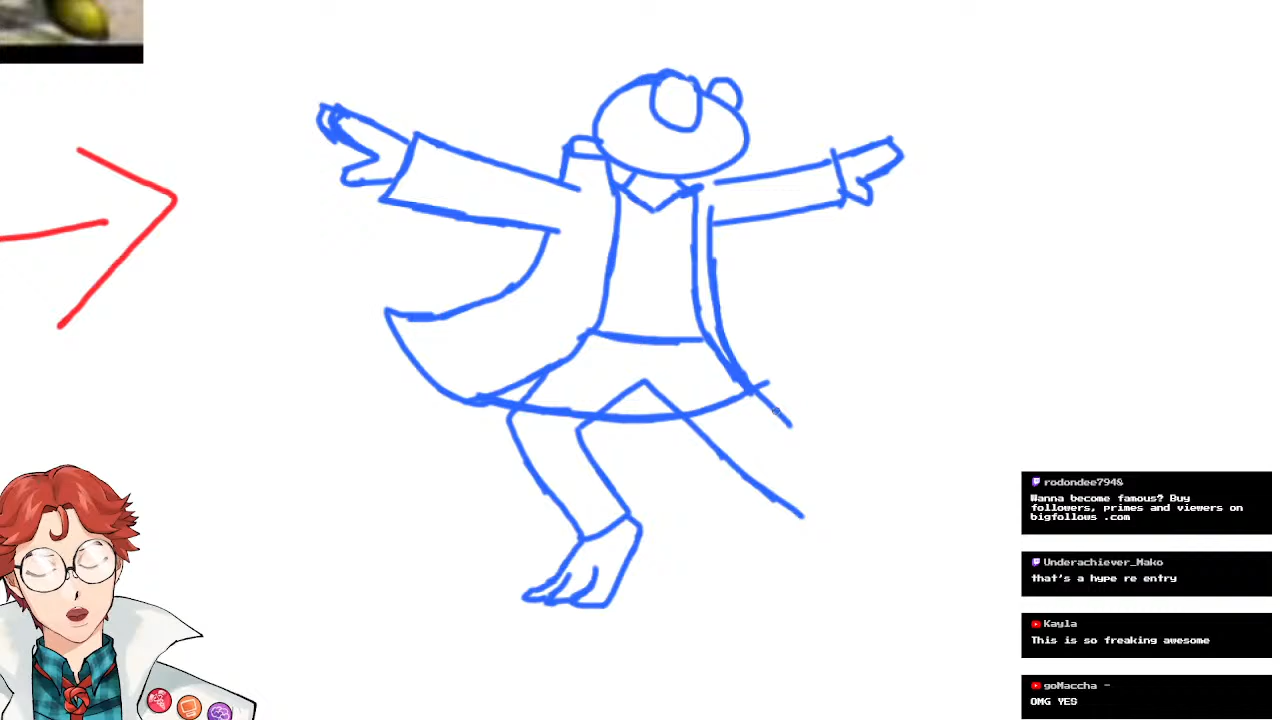 rodondee7948
Wanna become famous? Buy
followers, primes and viewers on
bigfollows .com
Underachiever_Mako
that's a hype re entry
Kayla
This is so freaking awesome
goMaccha -
OMG YES